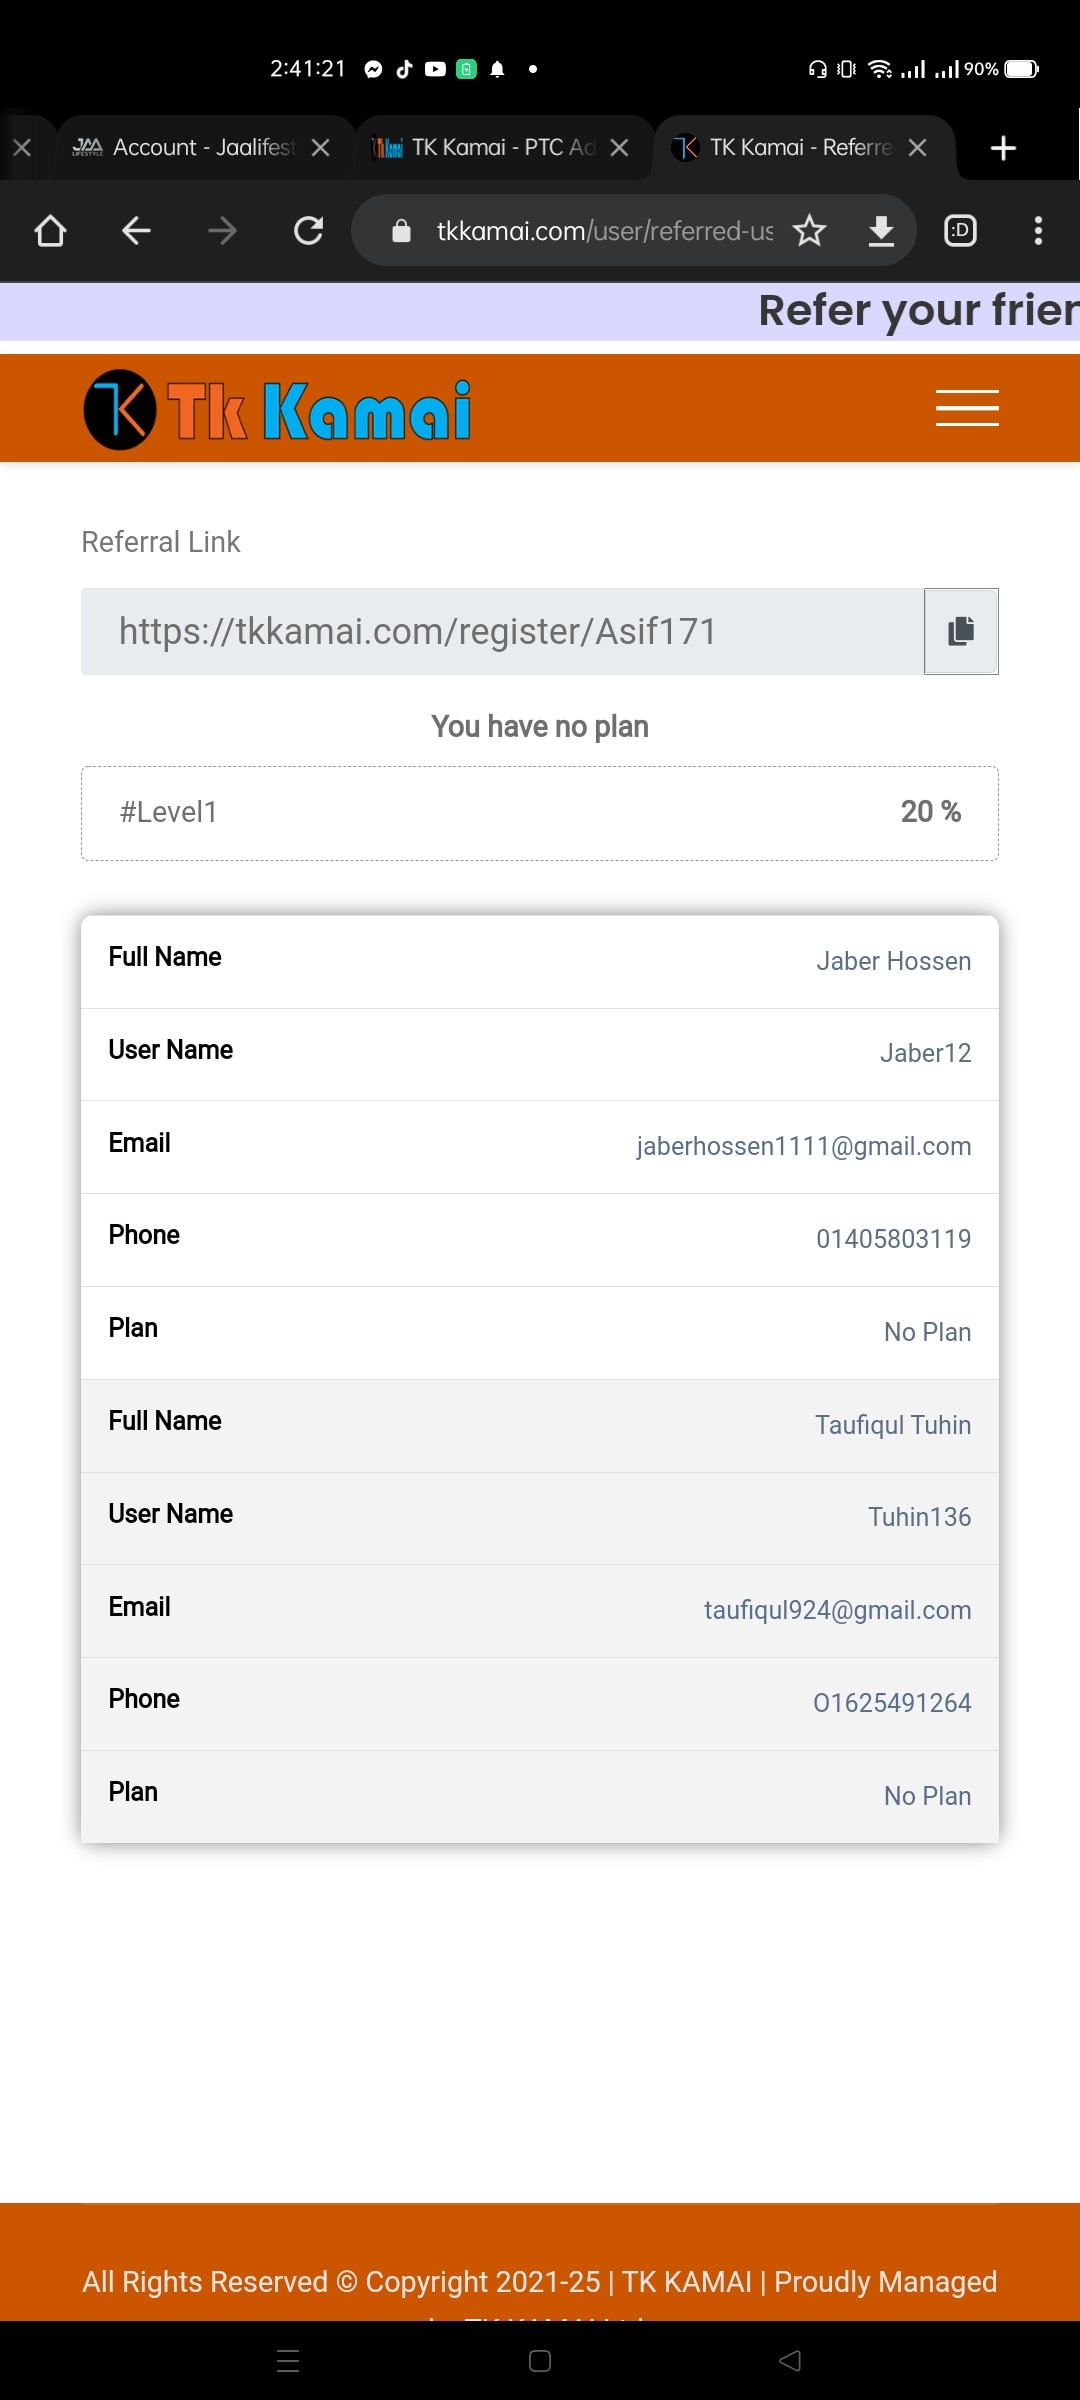 2:41:21
90%
Account - Jaalifest
TK Kamai - PTC Ad
TK Kamai - Referre
tkkamai.com/user/referred-us
:D
Refer your frien
Tk Kamai
Referral Link
https://tkkamai.com/register/Asif171
You have no plan
#Level1 20 %
Full Name Jaber Hossen
User Name Jaber12
Email jaberhossen1111@gmail.com
Phone 01405803119
Plan No Plan
Full Name Taufiqul Tuhin
User Name Tuhin136
Email taufiqul924@gmail.com
Phone O1625491264
Plan No Plan
All Rights Reserved © Copyright 2021-25 | TK KAMAI | Proudly Managed